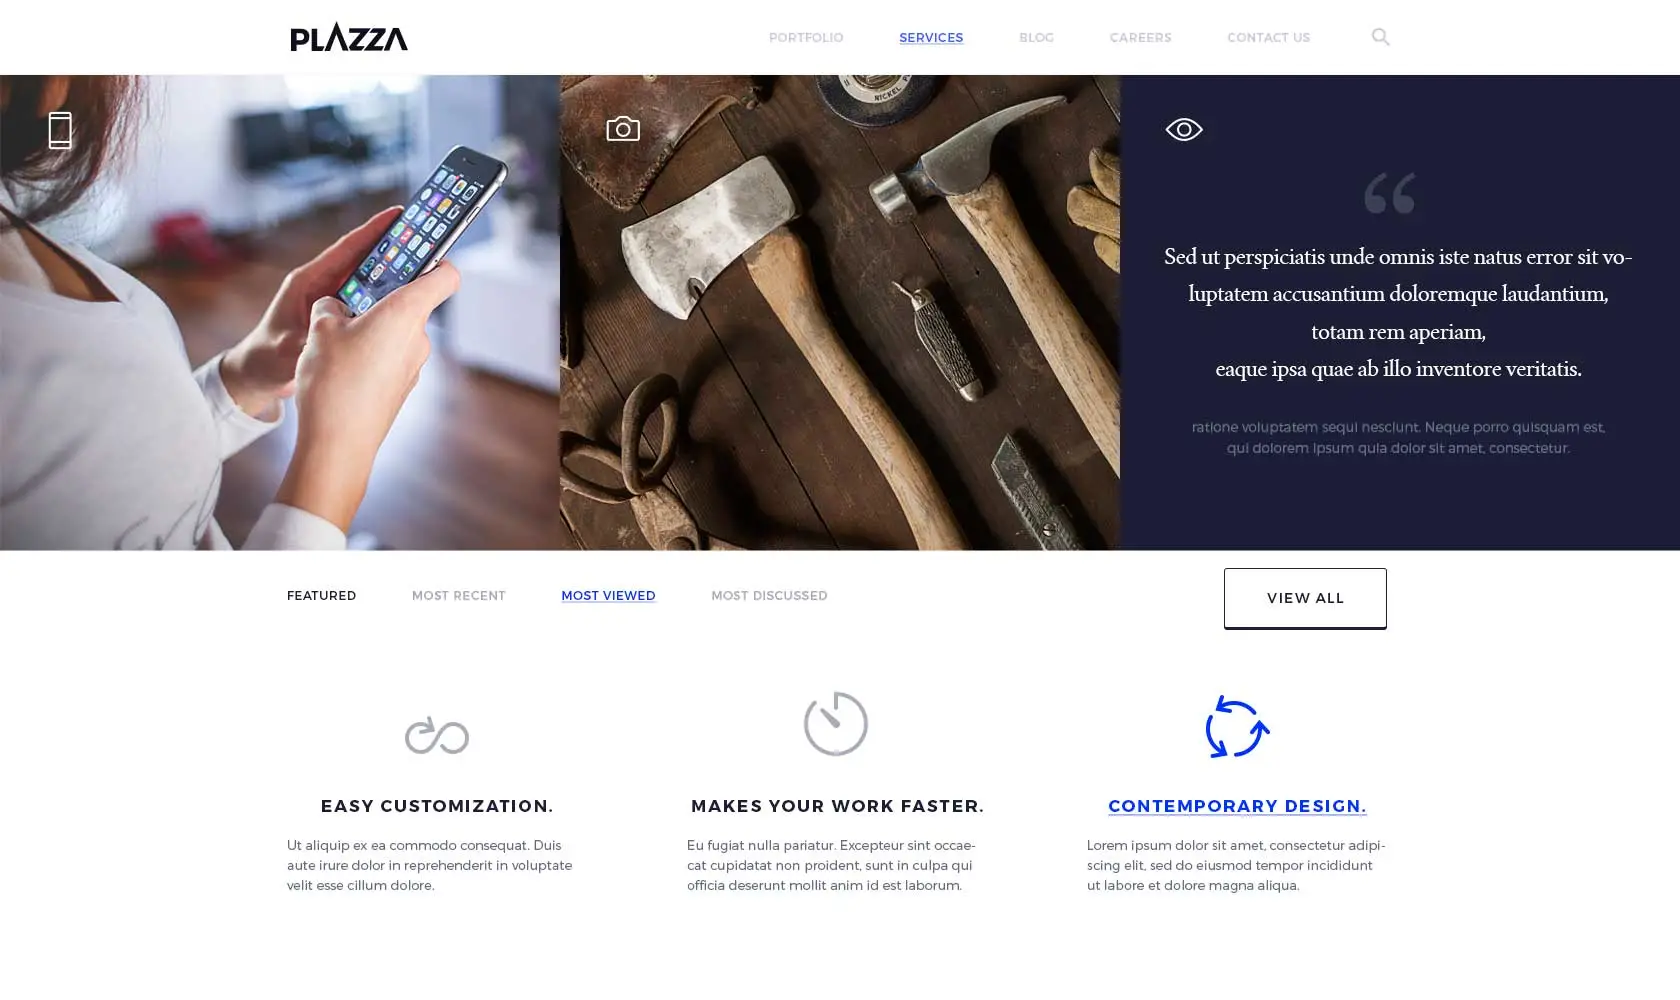 PLAZZA
PORTFOLIO
SERVICES
BLOG
CAREERS
CONTACT US
NICKEL
Sed ut perspiciatis unde omnis iste natus error sit vo-
luptatem accusantium doloremque laudantium,
totam rem aperiam,
eaque ipsa quae ab illo inventore veritatis.
ratione voluptatem sequi nesciunt. Neque porro quisquam est,
qui dolorem ipsum quia dolor sit amet, consectetur.
FEATURED
MOST RECENT
MOST VIEWED
MOST DISCUSSED
VIEW ALL
EASY CUSTOMIZATION.
Ut aliquip ex ea commodo consequat. Duis
aute irure dolor in reprehenderit in voluptate
velit esse cillum dolore.
MAKES YOUR WORK FASTER.
Eu fugiat nulla pariatur. Excepteur sint occae-
cat cupidatat non proident, sunt in culpa qui
officia deserunt mollit anim id est laborum.
CONTEMPORARY DESIGN.
Lorem ipsum dolor sit amet, consectetur adipi-
scing elit, sed do eiusmod tempor incididunt
ut labore et dolore magna aliqua.